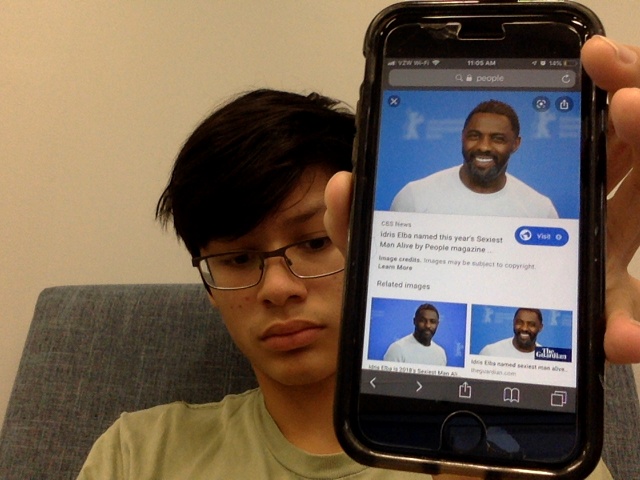 VZW Wi-Fi 11:05 AM 14%
people
CBS News
Idris Elba named this year's Sexiest
Man Alive by People magazine ...
Visit
Image credits. Images may be subject to copyright.
Learn More
Related images
The
Guardian
Idris Elba is 2018's Sexiest Man Ali
Idris Elba named sexiest man alive..
theguardian.com